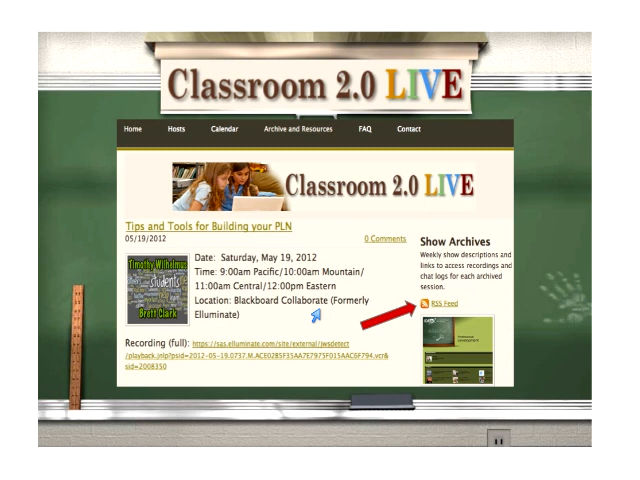 Classroom 2.0 LIVE
Home Hosts Calendar Archive and Resources FAQ Contact
Classroom 2.0 LIVE
Tips and Tools for Building your PLN
05/19/2012 0 Comments
Timothy Wilhelmus
students
Brett Clark
Date: Saturday, May 19, 2012
Time: 9:00am Pacific/10:00am Mountain/
11:00am Central/12:00pm Eastern
Location: Blackboard Collaborate (Formerly
Elluminate)
Recording (full): https://sas.elluminate.com/site/external/jwsdetect
/playback.jnlp?psid=2012-05-19.0737.M.ACE02B5F35AA7E7975F015AAC6F794.vcr&
sid=2008350
Show Archives
Weekly show descriptions and
links to access recordings and
chat logs for each archived
session.
RSS Feed